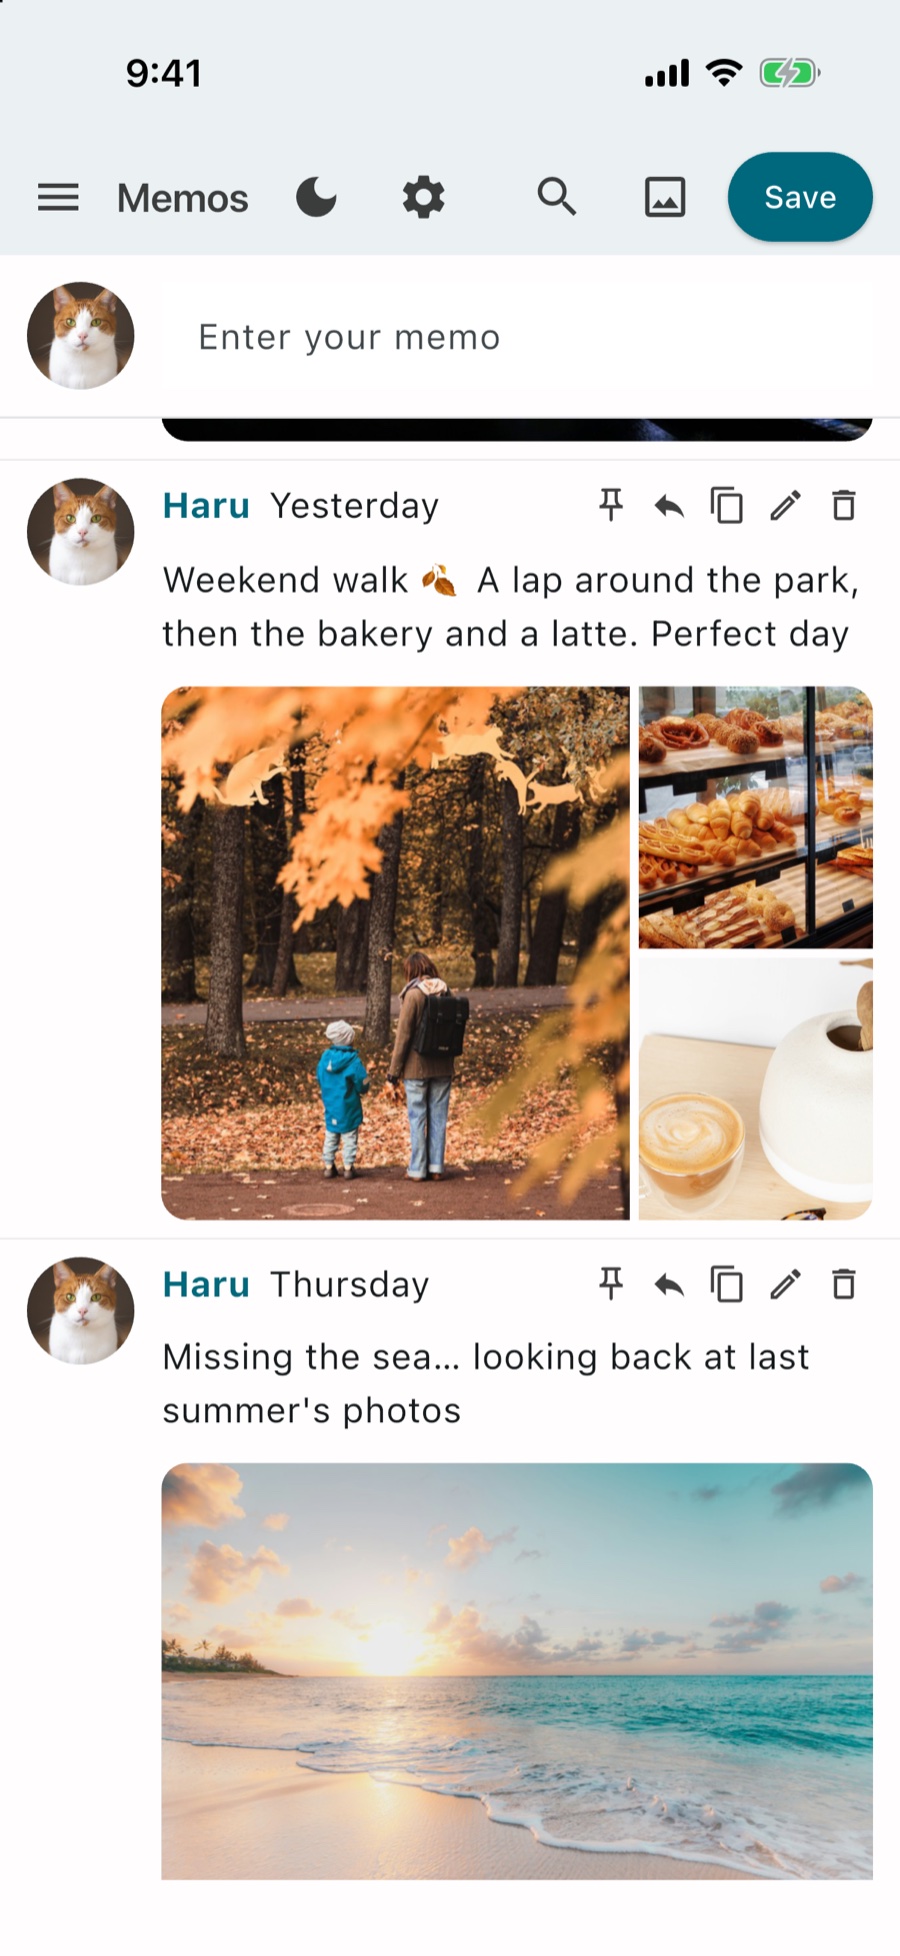 9:41
Memos
Save
Enter your memo
Haru Yesterday
Weekend walk 🍂 A lap around the park,
then the bakery and a latte. Perfect day
Haru Thursday
Missing the sea... looking back at last
summer's photos